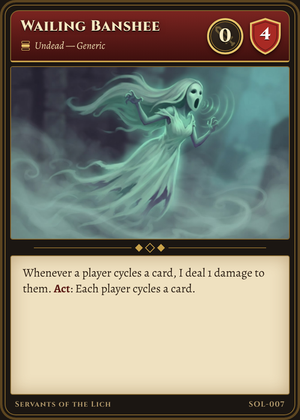 Wailing Banshee
Undead — Generic
0
4
Whenever a player cycles a card, I deal 1 damage to
them. Act: Each player cycles a card.
Servants of the Lich
SOL-007